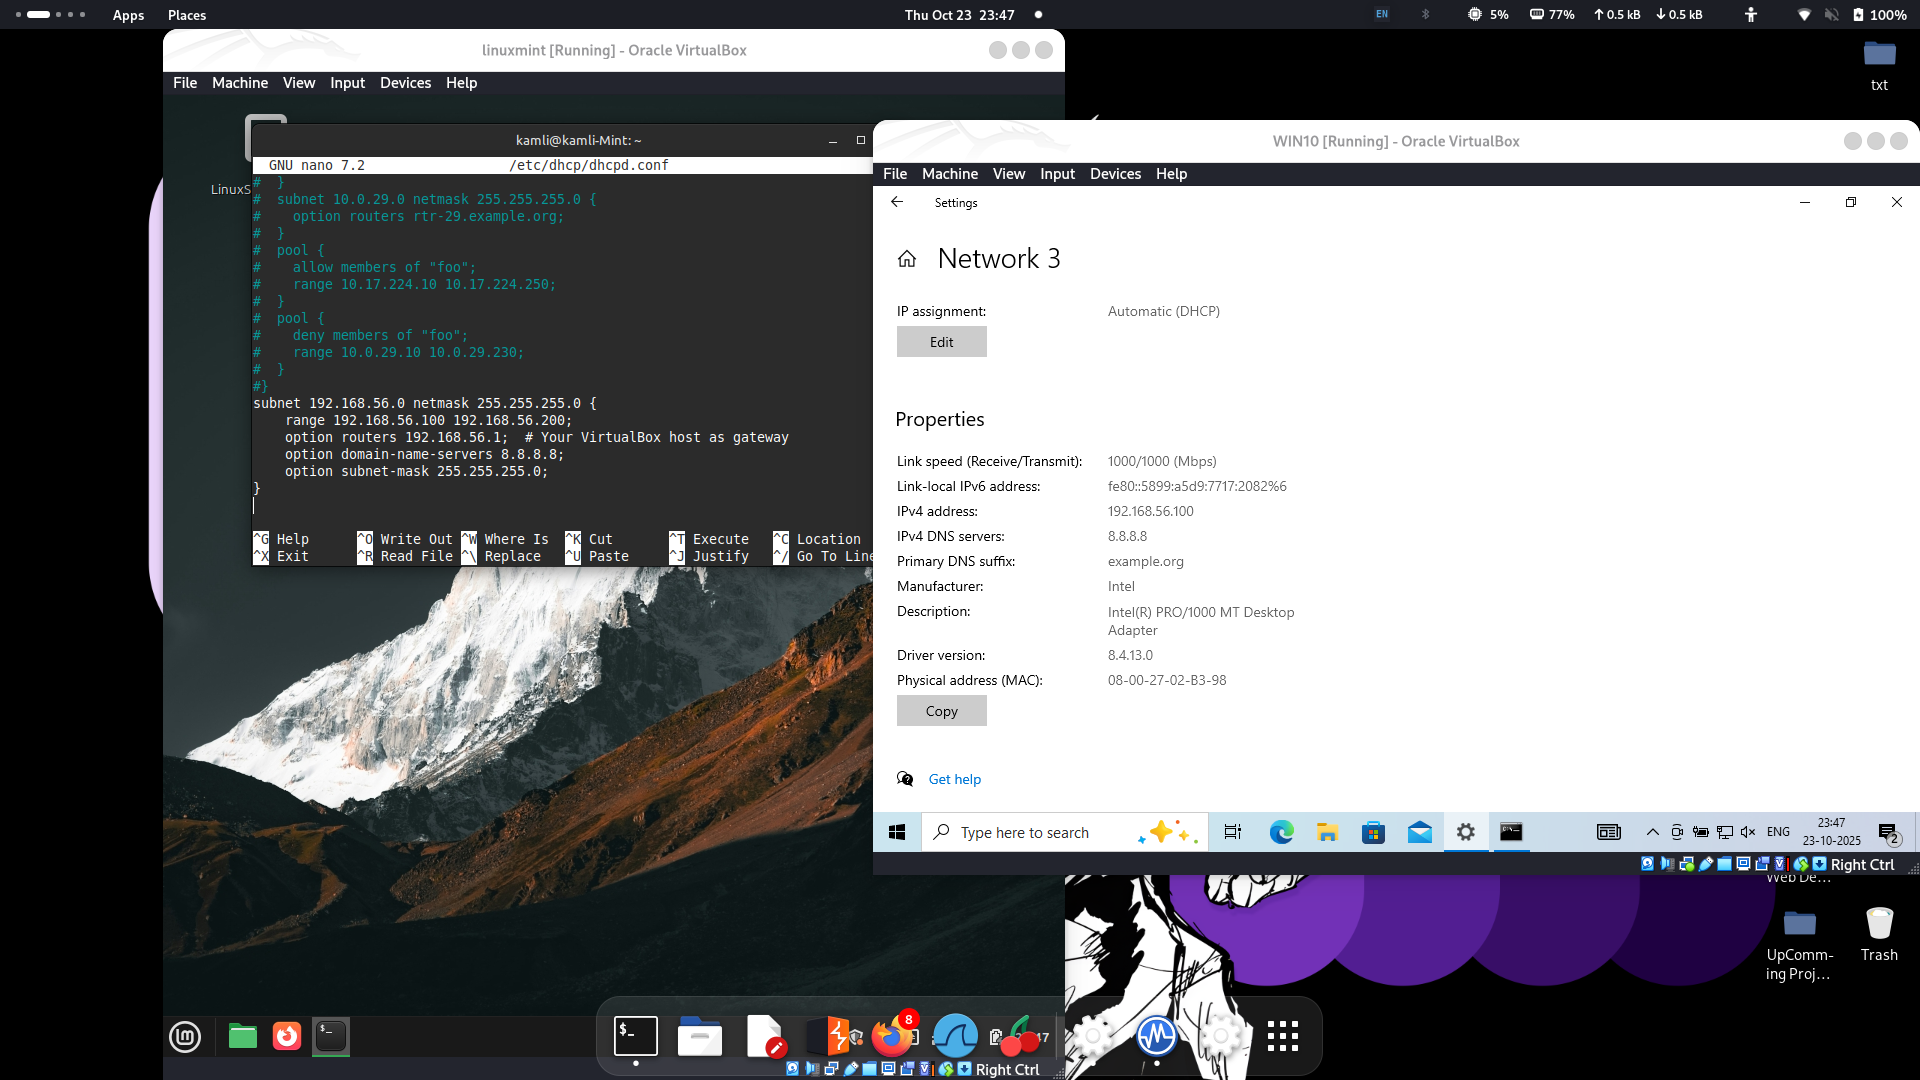 Apps Places
Thu Oct 23 23:47
EN 5% 77% 0.5 kB 0.5 kB 100%
txt
linuxmint [Running] - Oracle VirtualBox
File Machine View Input Devices Help
LinuxS
kamli@kamli-Mint: ~
GNU nano 7.2 /etc/dhcp/dhcpd.conf
#  }
#  subnet 10.0.29.0 netmask 255.255.255.0 {
#    option routers rtr-29.example.org;
#  }
#  pool {
#    allow members of "foo";
#    range 10.17.224.10 10.17.224.250;
#  }
#  pool {
#    deny members of "foo";
#    range 10.0.29.10 10.0.29.230;
#  }
#}
subnet 192.168.56.0 netmask 255.255.255.0 {
    range 192.168.56.100 192.168.56.200;
    option routers 192.168.56.1;  # Your VirtualBox host as gateway
    option domain-name-servers 8.8.8.8;
    option subnet-mask 255.255.255.0;
}
^G Help ^O Write Out ^W Where Is ^K Cut ^T Execute ^C Location
^X Exit ^R Read File ^\ Replace ^U Paste ^J Justify ^/ Go To Line
WIN10 [Running] - Oracle VirtualBox
File Machine View Input Devices Help
Settings
Network 3
IP assignment: Automatic (DHCP)
Edit
Properties
Link speed (Receive/Transmit): 1000/1000 (Mbps)
Link-local IPv6 address: fe80::5899:a5d9:7717:2082%6
IPv4 address: 192.168.56.100
IPv4 DNS servers: 8.8.8.8
Primary DNS suffix: example.org
Manufacturer: Intel
Description: Intel(R) PRO/1000 MT Desktop
Adapter
Driver version: 8.4.13.0
Physical address (MAC): 08-00-27-02-B3-98
Copy
Get help
Type here to search
ENG
23:47
23-10-2025
2
Right Ctrl
Web De...
UpComm-
ing Proj...
Trash
8
17
Right Ctrl